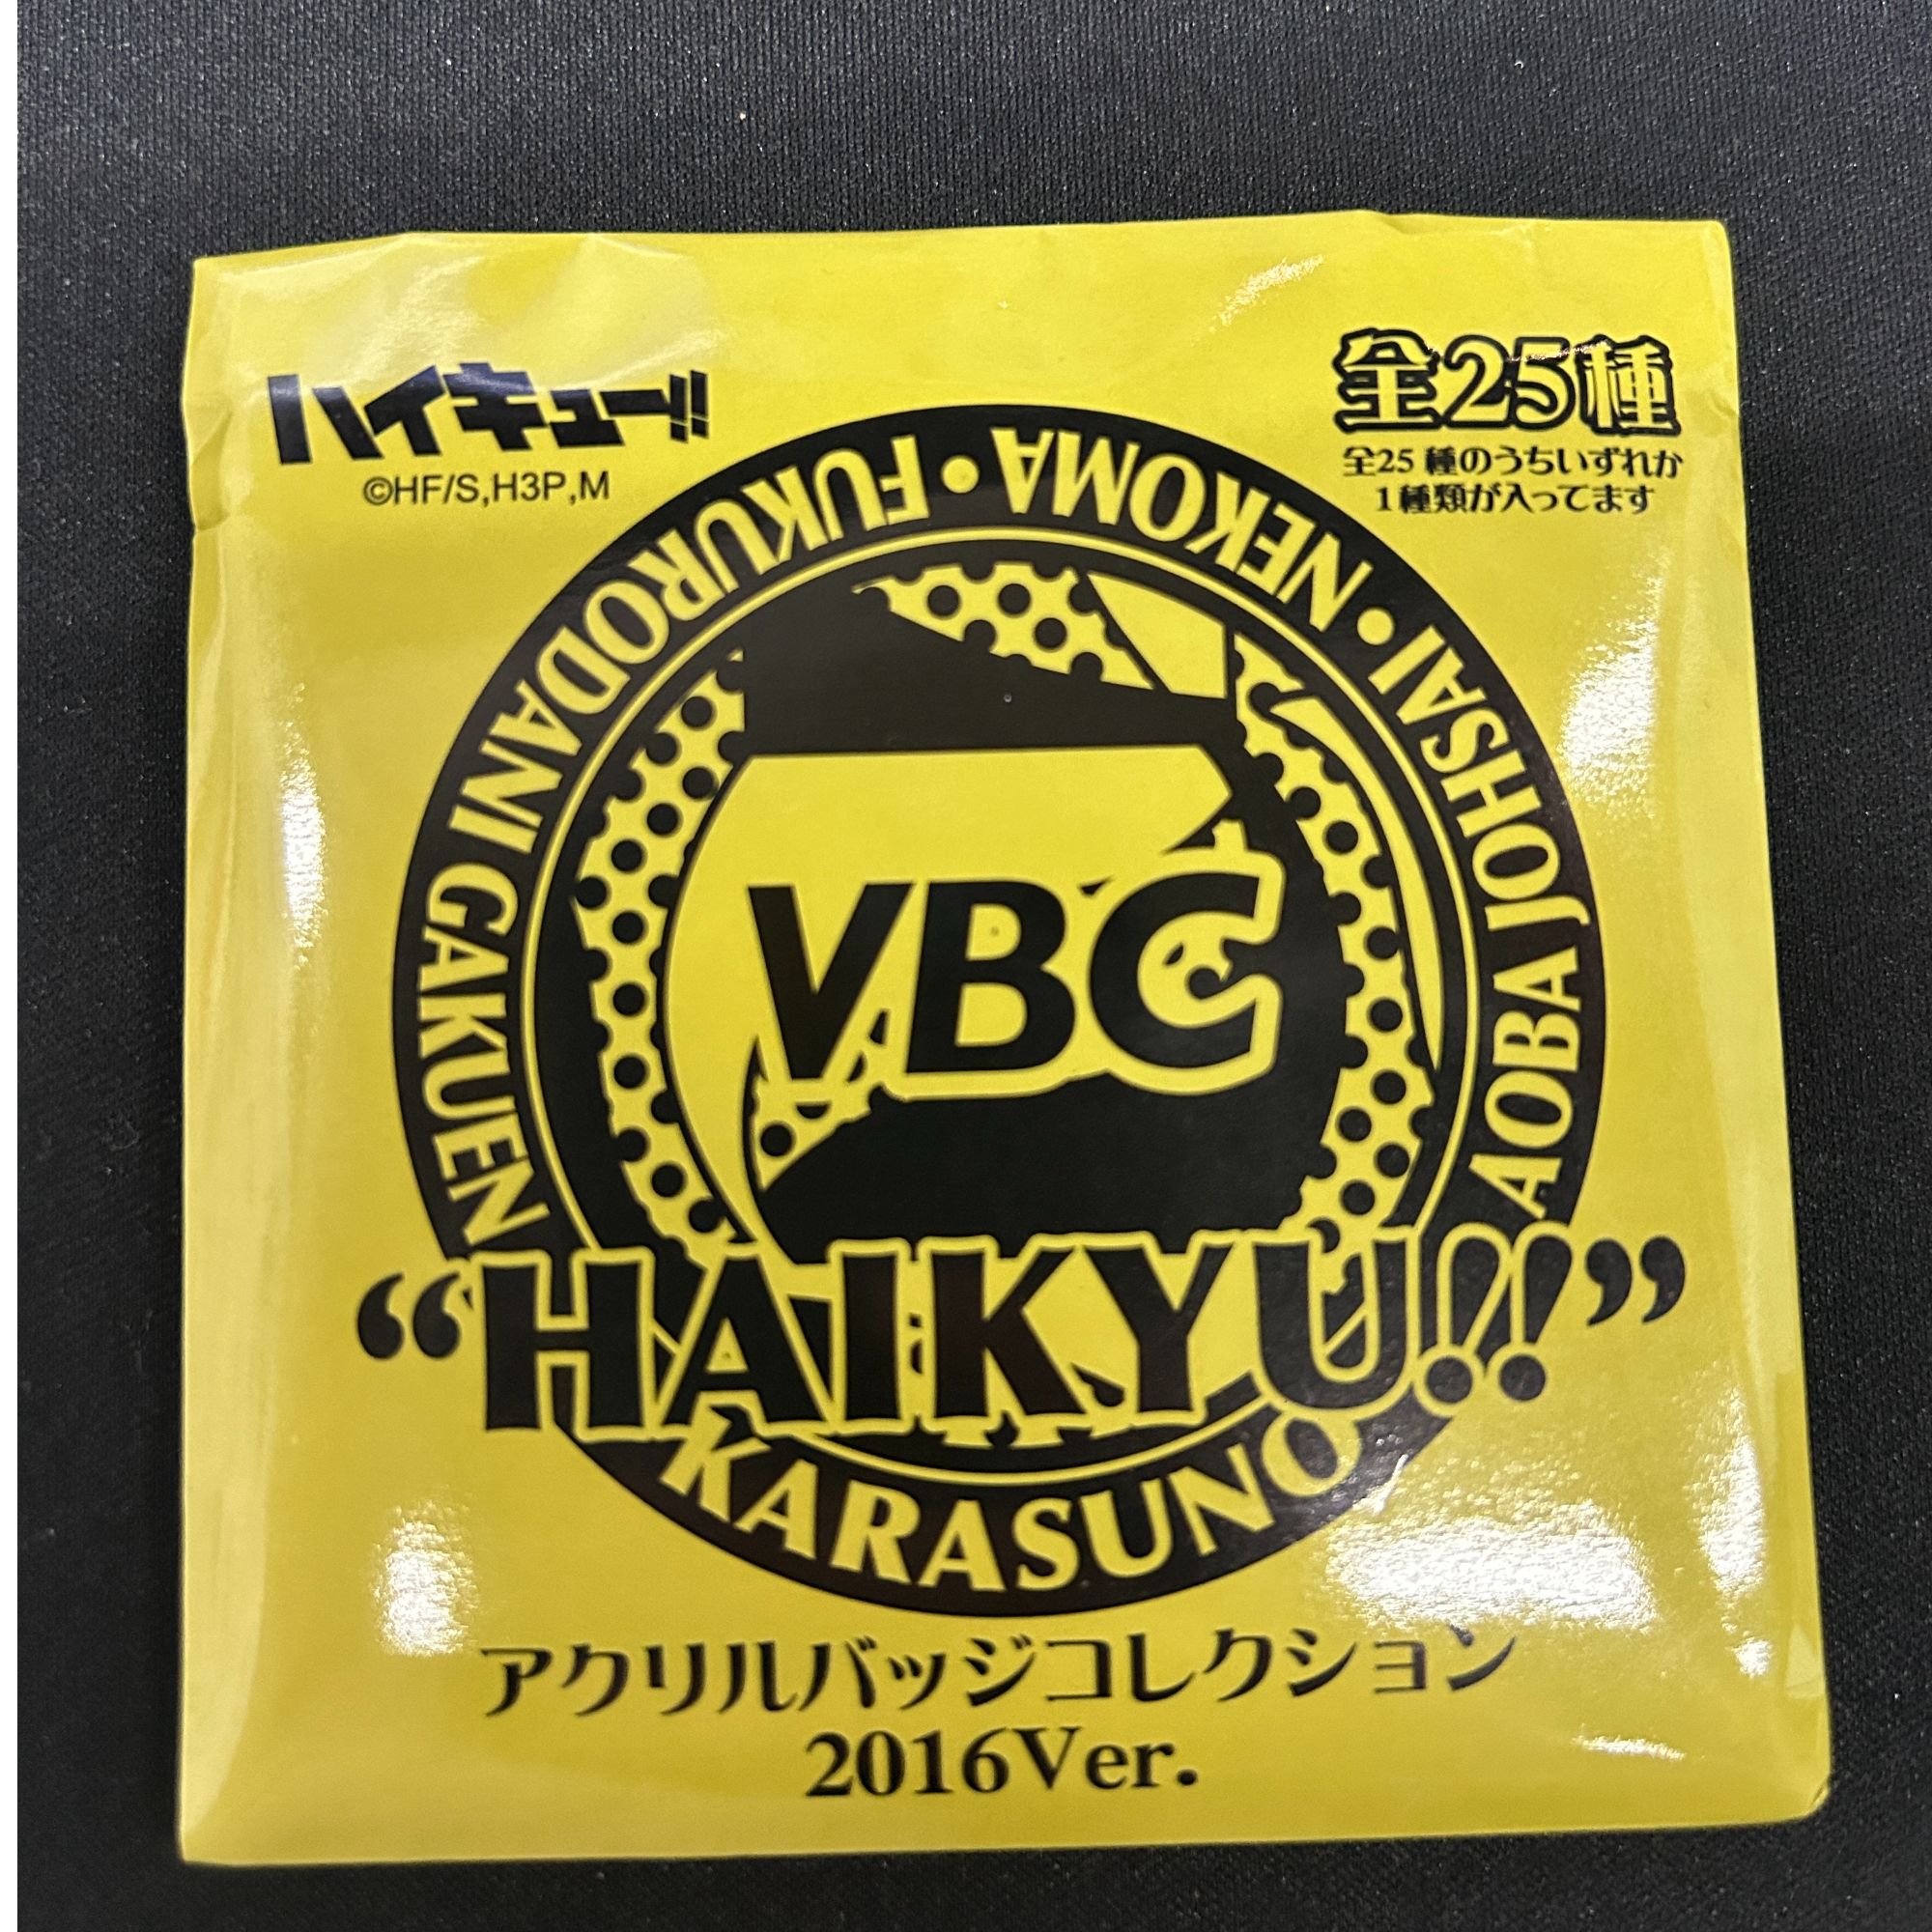 ハイキュー!!
©HF/S,H3P,M
全25種
全25種のうちいずれか
1種類が入ってます
FUKURODANI GAKUEN・NEKOMA・AOBA JOHSAI
VBC
“HAIKYU!!”
KARASUNO
アクリルバッジコレクション
2016Ver.